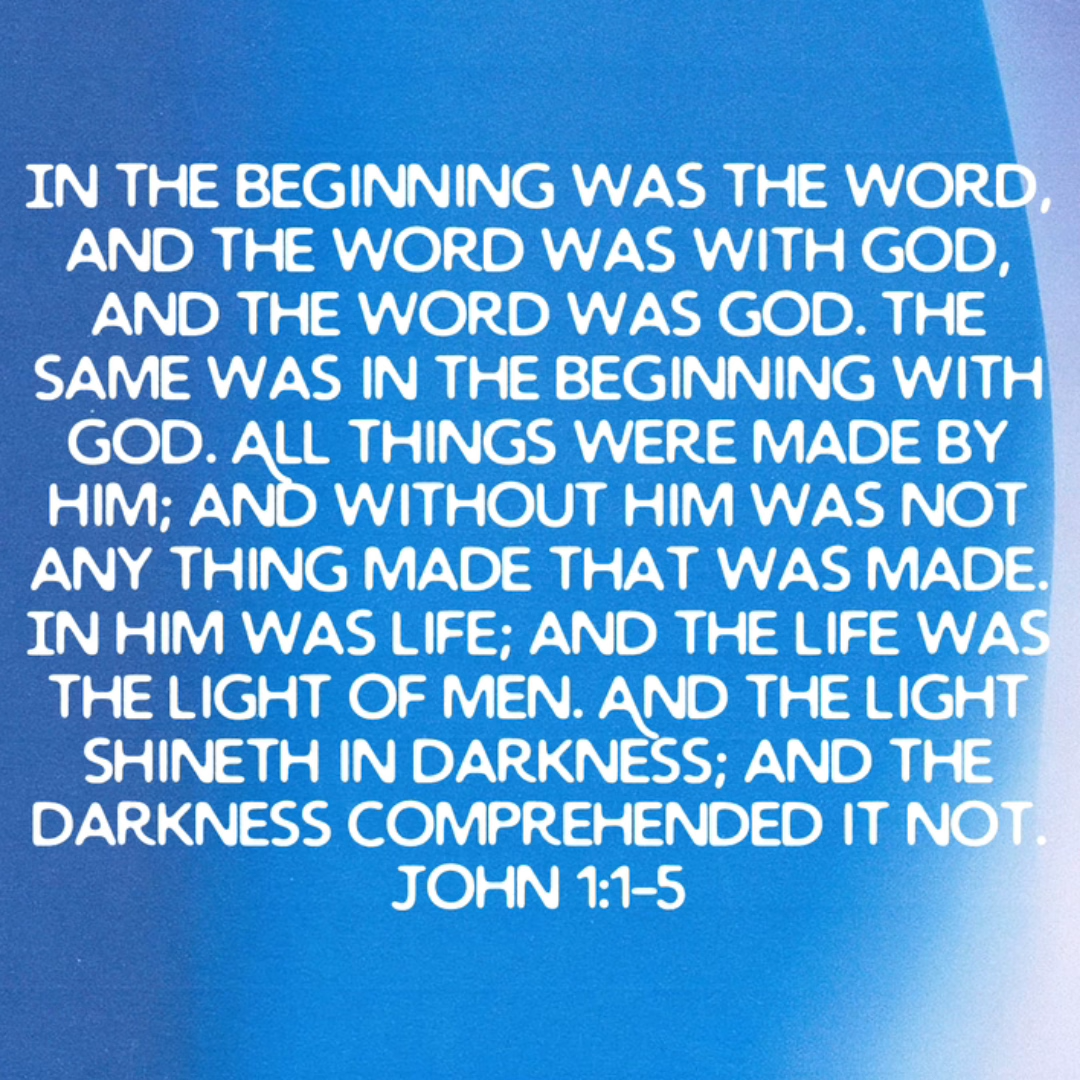 IN THE BEGINNING WAS THE WORD,
AND THE WORD WAS WITH GOD,
AND THE WORD WAS GOD. THE
SAME WAS IN THE BEGINNING WITH
GOD. ALL THINGS WERE MADE BY
HIM; AND WITHOUT HIM WAS NOT
ANY THING MADE THAT WAS MADE.
IN HIM WAS LIFE; AND THE LIFE WAS
THE LIGHT OF MEN. AND THE LIGHT
SHINETH IN DARKNESS; AND THE
DARKNESS COMPREHENDED IT NOT.
JOHN 1:1–5